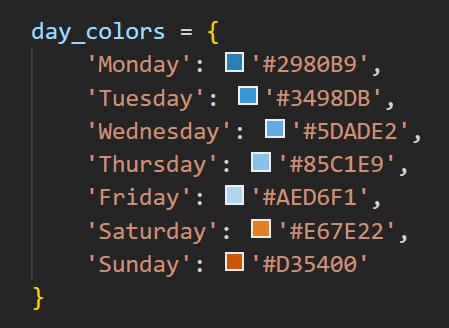 day_colors = {
    'Monday': '#2980B9',
    'Tuesday': '#3498DB',
    'Wednesday': '#5DADE2',
    'Thursday': '#85C1E9',
    'Friday': '#AED6F1',
    'Saturday': '#E67E22',
    'Sunday': '#D35400'
}